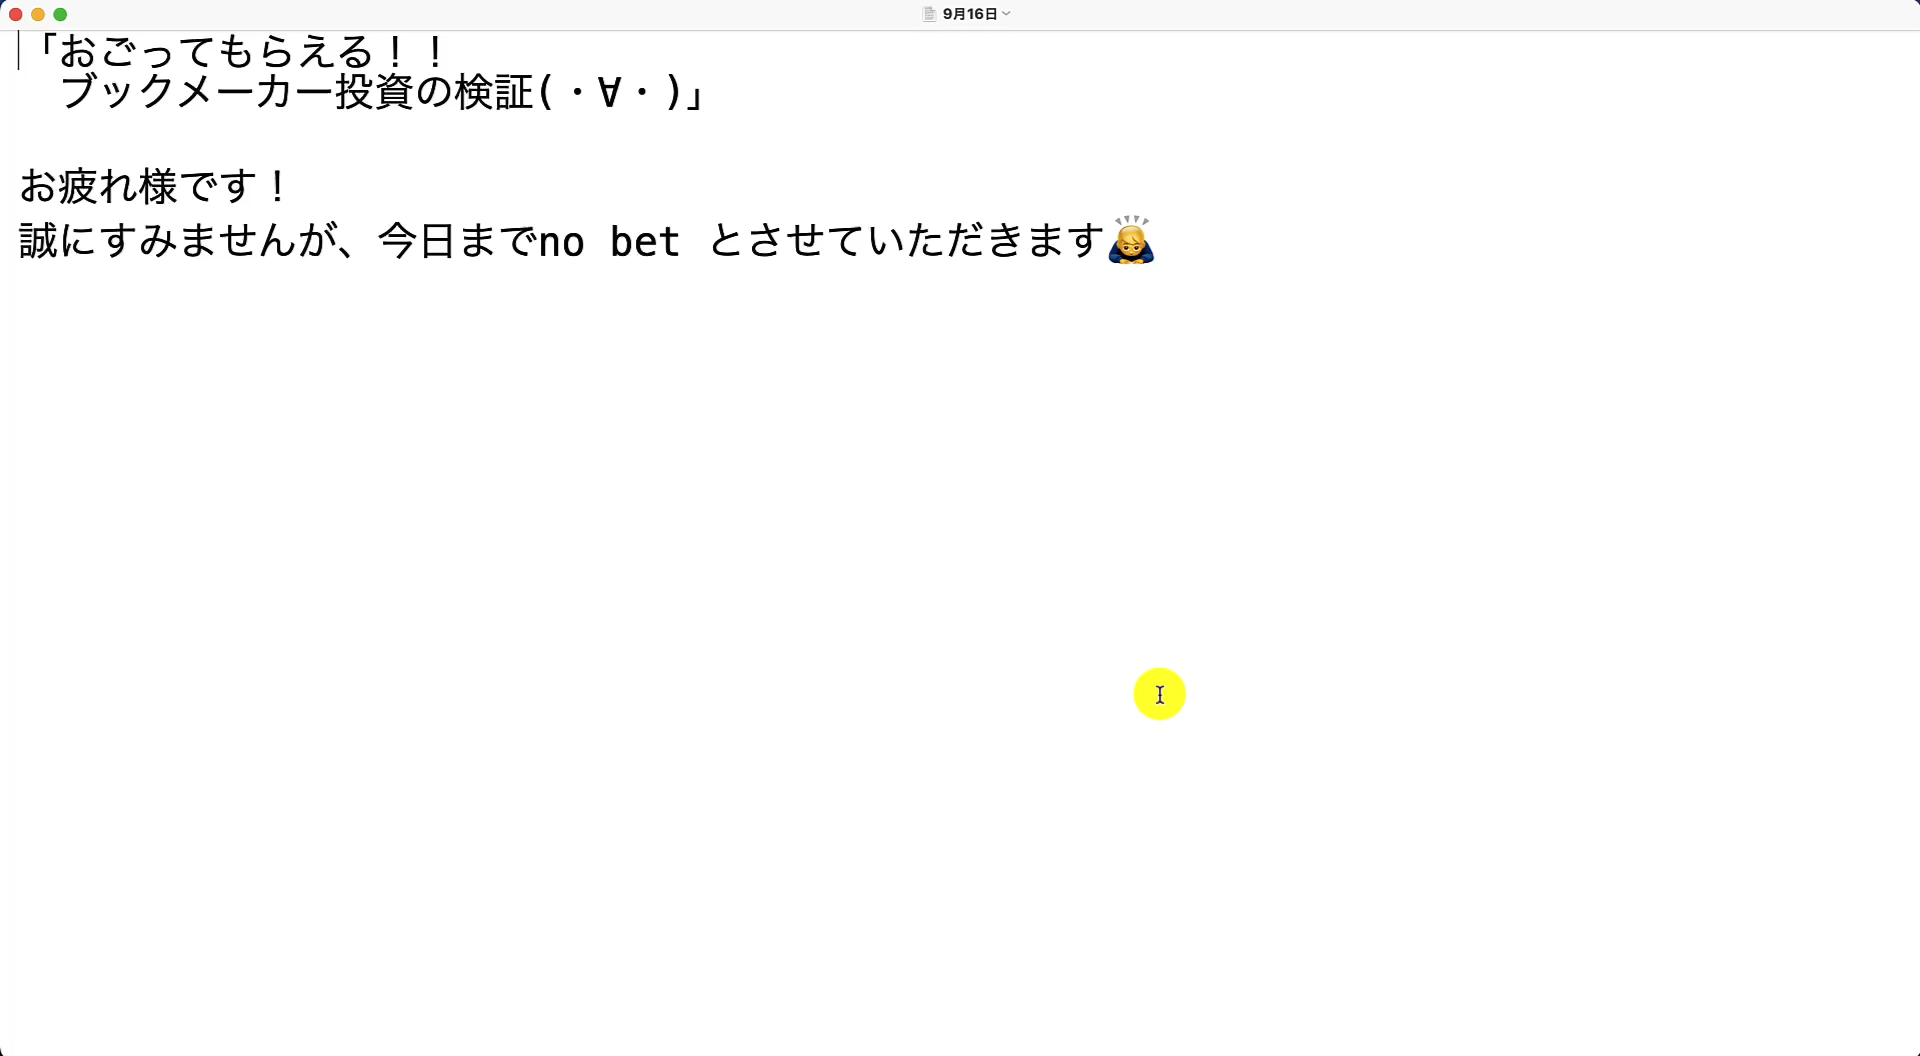 9月16日
「おごってもらえる！！
ブックメーカー投資の検証(・∀・)」
お疲れ様です！
誠にすみませんが、今日までno bet とさせていただきます🙇